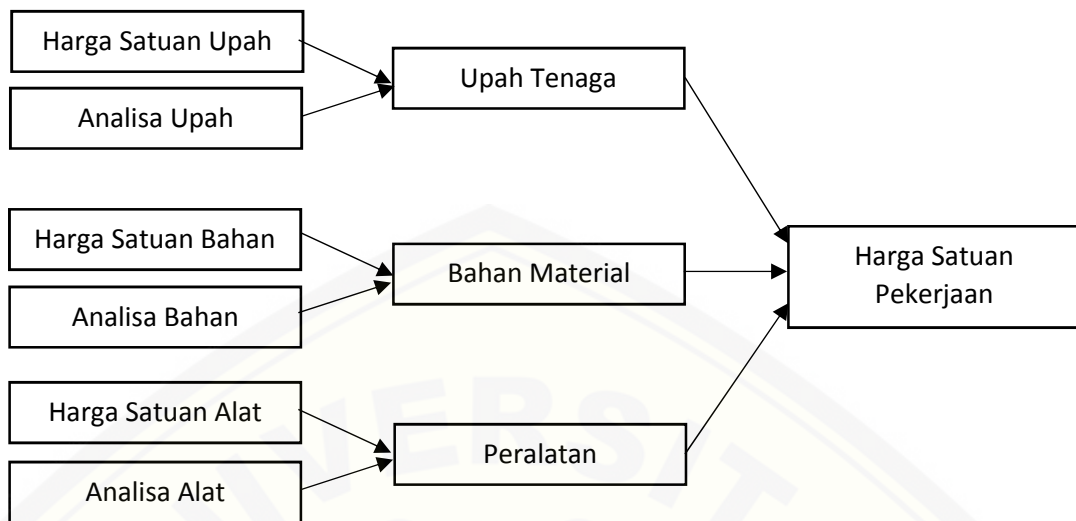 Harga Satuan Upah
Analisa Upah
Upah Tenaga
Harga Satuan Bahan
Analisa Bahan
Bahan Material
Harga Satuan
Pekerjaan
Harga Satuan Alat
Analisa Alat
Peralatan